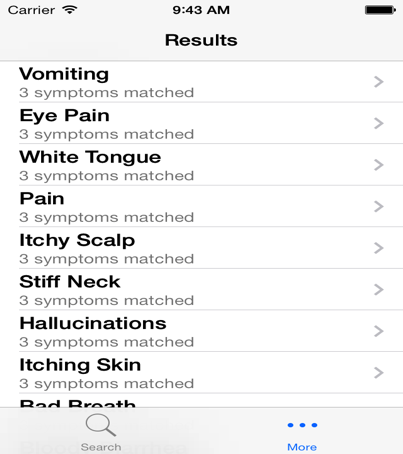 Carrier 9:43 AM
Results
Vomiting
3 symptoms matched
Eye Pain
3 symptoms matched
White Tongue
3 symptoms matched
Pain
3 symptoms matched
Itchy Scalp
3 symptoms matched
Stiff Neck
3 symptoms matched
Hallucinations
3 symptoms matched
Itching Skin
3 symptoms matched
Bad Breath
Search More